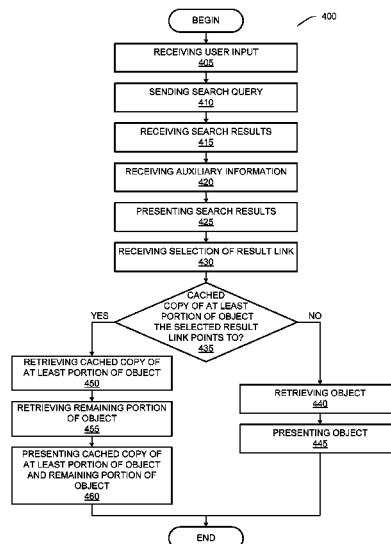 BEGIN
400
RECEIVING USER INPUT
405
SENDING SEARCH QUERY
410
RECEIVING SEARCH RESULTS
415
RECEIVING AUXILIARY INFORMATION
420
PRESENTING SEARCH RESULTS
425
RECEIVING SELECTION OF RESULT LINK
430
CACHED
COPY OF AT LEAST
PORTION OF OBJECT
THE SELECTED RESULT
LINK POINTS TO?
435
YES
NO
RETRIEVING CACHED COPY OF
AT LEAST PORTION OF OBJECT
450
RETRIEVING REMAINING PORTION
OF OBJECT
455
PRESENTING CACHED COPY OF
AT LEAST PORTION OF OBJECT
AND REMAINING PORTION OF
OBJECT
460
RETRIEVING OBJECT
440
PRESENTING OBJECT
445
END